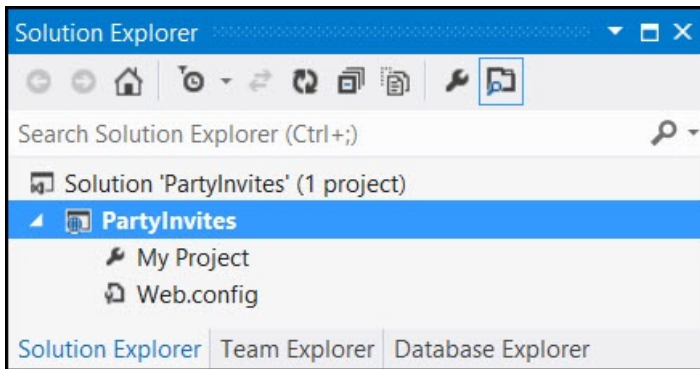 Solution Explorer
Search Solution Explorer (Ctrl+;)
Solution 'PartyInvites' (1 project)
PartyInvites
My Project
Web.config
Solution Explorer Team Explorer Database Explorer